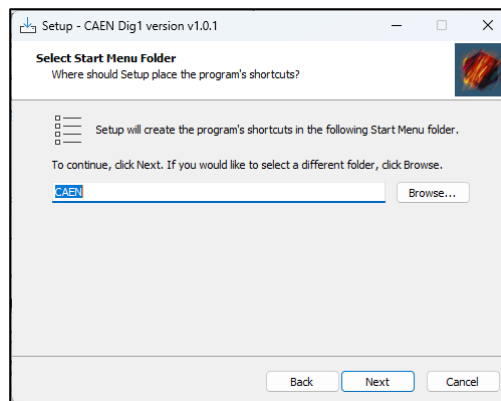 Setup - CAEN Dig1 version v1.0.1
Select Start Menu Folder
Where should Setup place the program's shortcuts?
Setup will create the program's shortcuts in the following Start Menu folder.
To continue, click Next. If you would like to select a different folder, click Browse.
CAEN
Browse...
Back
Next
Cancel